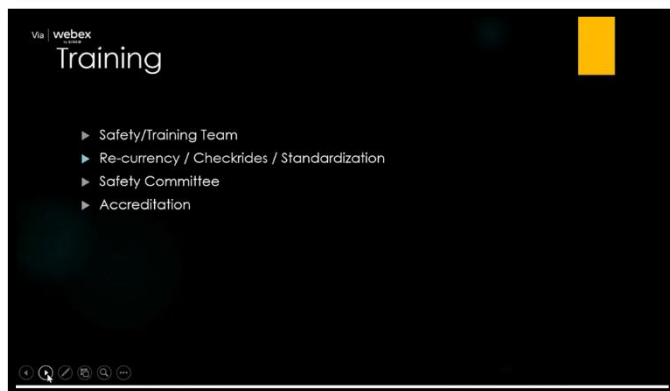 Via | webex
Training
Safety/Training Team
Re-currency / Checkrides / Standardization
Safety Committee
Accreditation